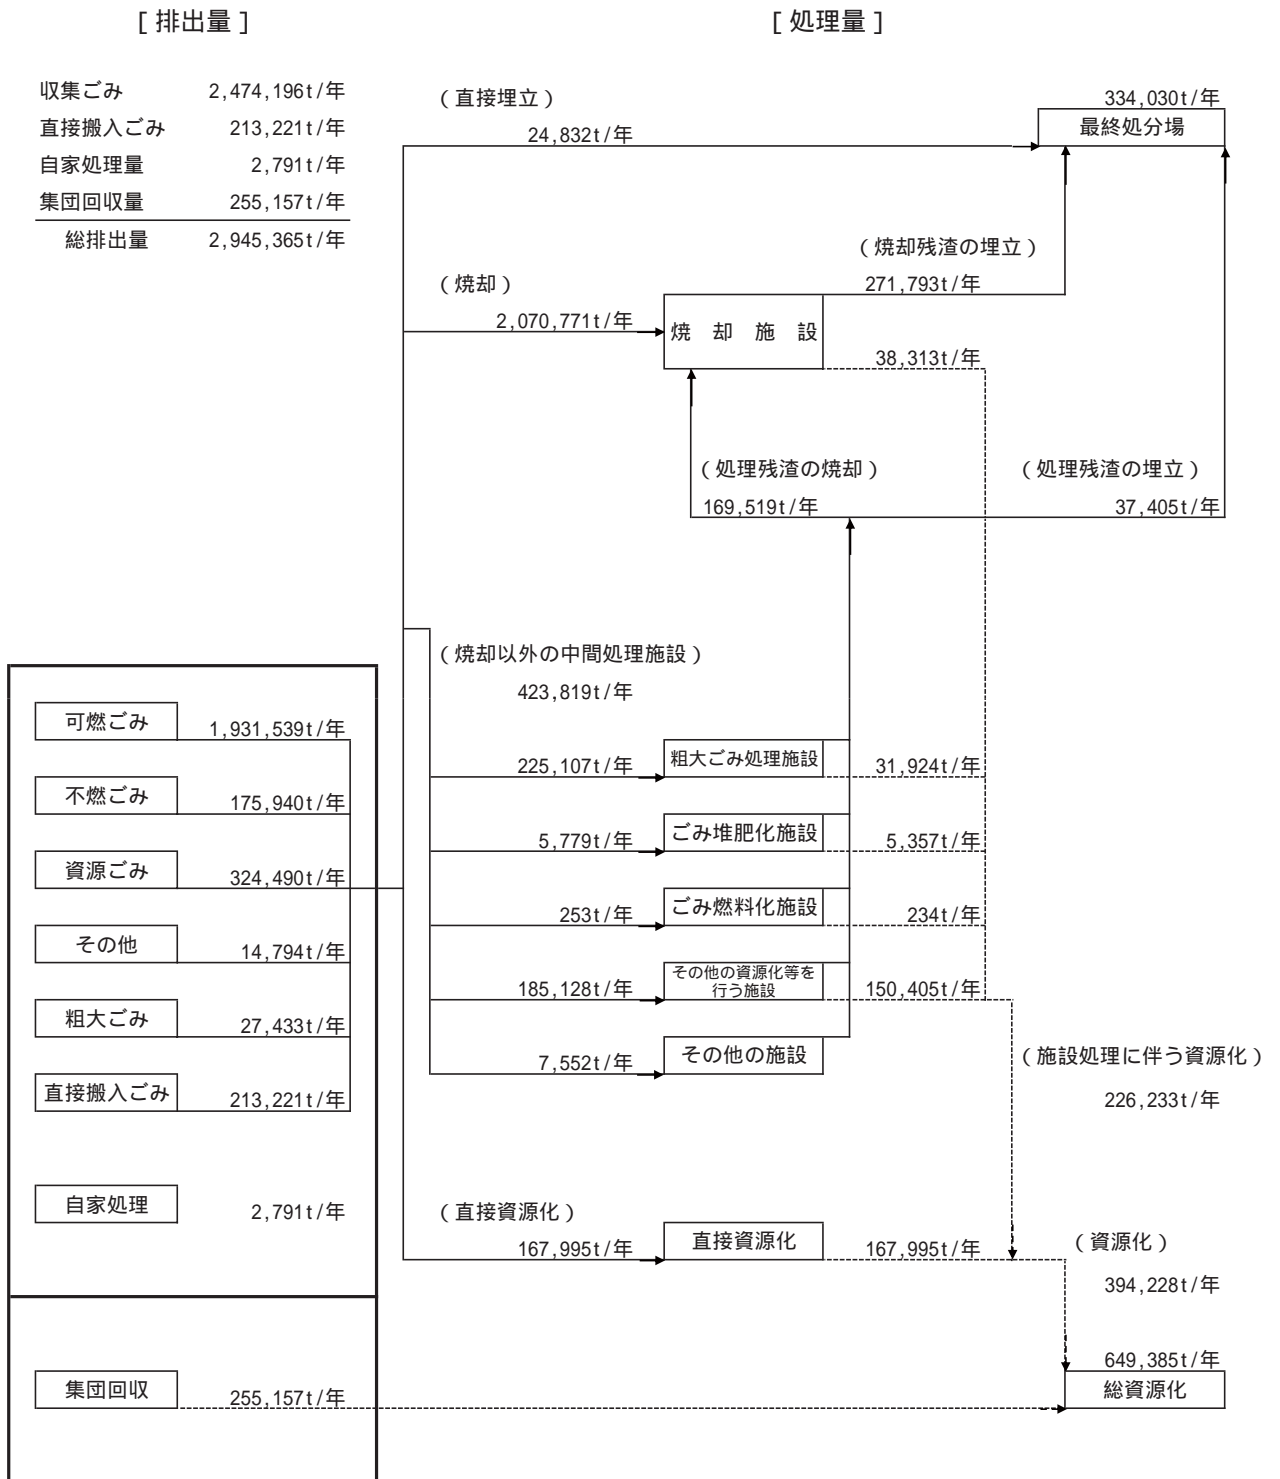 [ 排出量 ]
[ 処理量 ]
収集ごみ 2,474,196t/年
直接搬入ごみ 213,221t/年
自家処理量 2,791t/年
集団回収量 255,157t/年
総排出量 2,945,365t/年
(直接埋立)
24,832t/年
334,030t/年
最終処分場
(焼却残渣の埋立)
271,793t/年
(焼却)
2,070,771t/年
焼却施設
38,313t/年
(処理残渣の焼却)
169,519t/年
(処理残渣の埋立)
37,405t/年
(焼却以外の中間処理施設)
423,819t/年
可燃ごみ 1,931,539t/年
225,107t/年 粗大ごみ処理施設 31,924t/年
不燃ごみ 175,940t/年
5,779t/年 ごみ堆肥化施設 5,357t/年
資源ごみ 324,490t/年
253t/年 ごみ燃料化施設 234t/年
その他 14,794t/年
185,128t/年
その他の資源化等を
行う施設
150,405t/年
粗大ごみ 27,433t/年
7,552t/年 その他の施設
(施設処理に伴う資源化)
226,233t/年
直接搬入ごみ 213,221t/年
自家処理 2,791t/年
(直接資源化)
167,995t/年 直接資源化 167,995t/年
(資源化)
394,228t/年
649,385t/年
総資源化
集団回収 255,157t/年